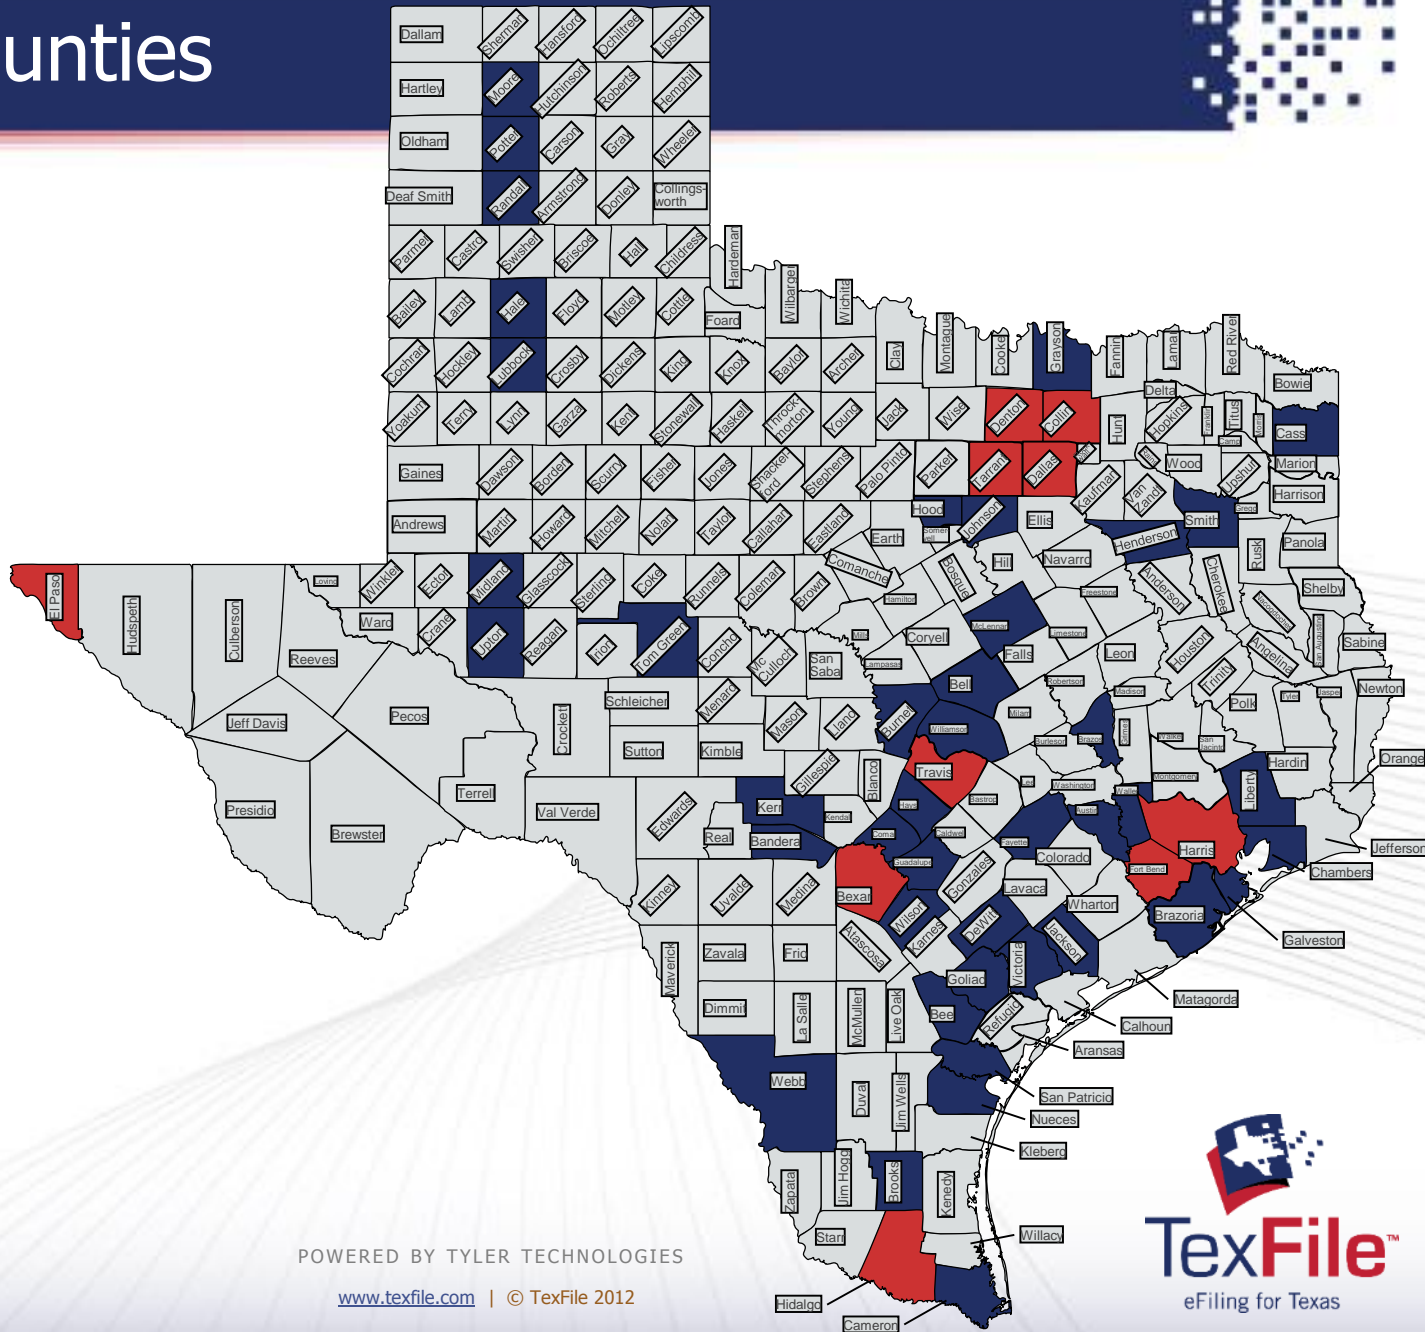 unties
Dallam
Sherman
Hansford
Ochiltree
Lipscomb
Hartley
Moore
Hutchinson
Roberts
Hemphill
Oldham
Potter
Carson
Gray
Wheeler
Deaf Smith
Randall
Armstrong
Donley
Collings-
worth
Parmer
Castro
Swisher
Briscoe
Hall
Childress
Hardeman
Bailey
Lamb
Hale
Floyd
Motley
Cottle
Foard
Wilbarger
Wichita
Cochran
Hockley
Lubbock
Crosby
Dickens
King
Knox
Baylor
Archer
Clay
Montague
Cooke
Grayson
Fannin
Lamar
Red River
Bowie
Yoakum
Terry
Lynn
Garza
Kent
Stonewall
Haskell
Throck-
morton
Young
Jack
Wise
Denton
Collin
Hunt
Delta
Hopkins
Franklin
Titus
Camp
Morris
Cass
Gaines
Dawson
Borden
Scurry
Fisher
Jones
Shackel-
ford
Stephens
Palo Pinto
Parker
Tarrant
Dallas
Kaufman
Van
Zandt
Wood
Upshur
Marion
Harrison
Gregg
Andrews
Martin
Howard
Mitchell
Nolan
Taylor
Callahan
Eastland
Earth
Hood
Somer
vell
Johnson
Ellis
Henderson
Smith
Rusk
Panola
El Paso
Hudspeth
Culberson
Loving
Winkler
Ector
Midland
Glasscock
Sterling
Coke
Runnels
Coleman
Brown
Comanche
Hamilton
Bosque
Hill
Navarro
Freestone
Anderson
Cherokee
Nacogdoches
Shelby
Reeves
Ward
Crane
Upton
Reagan
Irion
Tom Green
Concho
Mc
Culloch
San
Saba
Mills
Lampasas
Coryell
McLennan
Limestone
Falls
Leon
Houston
Angelina
San Augustine
Sabine
Jeff Davis
Pecos
Crockett
Schleicher
Menard
Mason
Llano
Burnet
Bell
Williamson
Milam
Robertson
Madison
Trinity
Polk
Tyler
Jasper
Newton
Presidio
Brewster
Terrell
Val Verde
Sutton
Kimble
Gillespie
Blanco
Travis
Burleson
Brazos
Grimes
Walker
San
Jacinto
Hardin
Orange
Edwards
Real
Kerr
Bandera
Kendall
Hays
Comal
Caldwell
Bastrop
Lee
Washington
Austin
Waller
Montgomery
Liberty
Jefferson
Kinney
Uvalde
Medina
Bexar
Guadalupe
Gonzales
Fayette
Colorado
Lavaca
Fort Bend
Harris
Chambers
Maverick
Zavala
Frio
Atascosa
Wilson
Karnes
DeWitt
Jackson
Wharton
Brazoria
Galveston
Dimmit
La Salle
McMullen
Live Oak
Bee
Goliad
Victoria
Refugio
Matagorda
Calhoun
Aransas
Webb
Duval
Jim Wells
San Patricio
Nueces
Kleberg
Zapata
Jim Hogg
Brooks
Kenedy
Starr
Willacy
Hidalgo
Cameron
POWERED BY TYLER TECHNOLOGIES
www.texfile.com | © TexFile 2012
TexFile™
eFiling for Texas